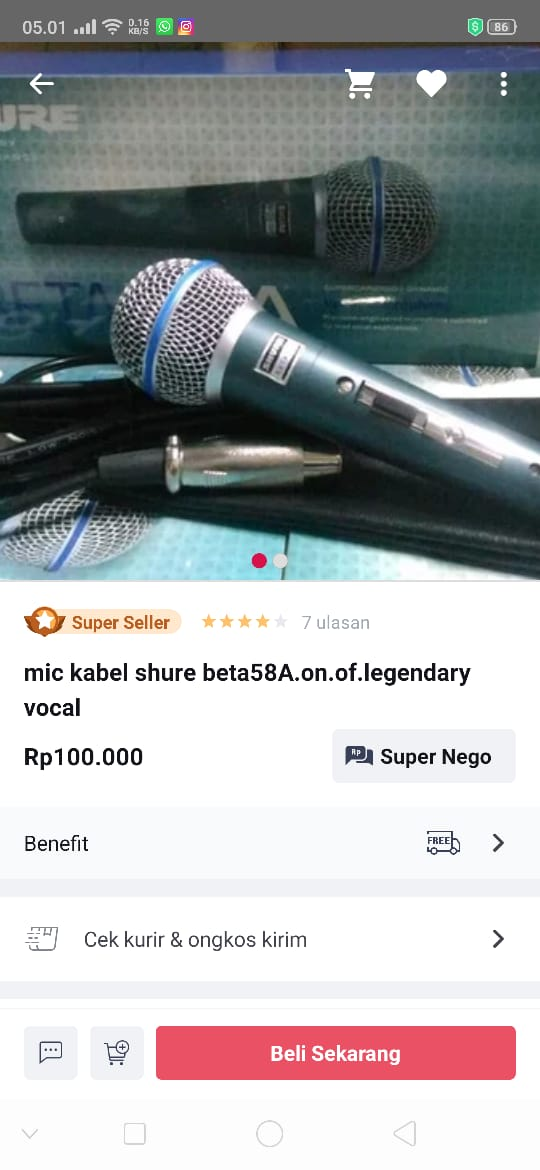 05.01
0.16
KB/S
86
URE
Super Seller
7 ulasan
mic kabel shure beta58A.on.of.legendary
vocal
Rp100.000
Rp
Super Nego
Benefit
FREE
Cek kurir & ongkos kirim
Beli Sekarang